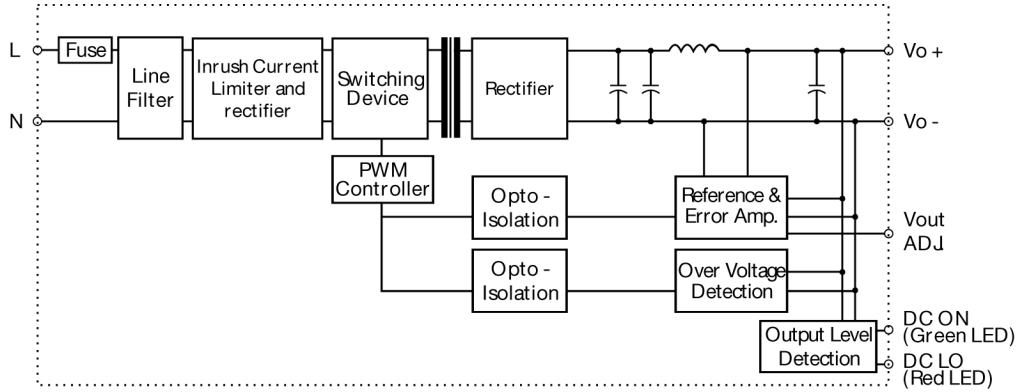 L
Fuse
Line
Filter
Inrush Current
Limiter and
rectifier
Switching
Device
Rectifier
Vo +
N
Vo -
PWM
Controller
Opto -
Isolation
Reference &
Error Amp.
Vout
ADJ.
Opto -
Isolation
Over Voltage
Detection
Output Level
Detection
DC ON
(Green LED)
DC LO
(Red LED)